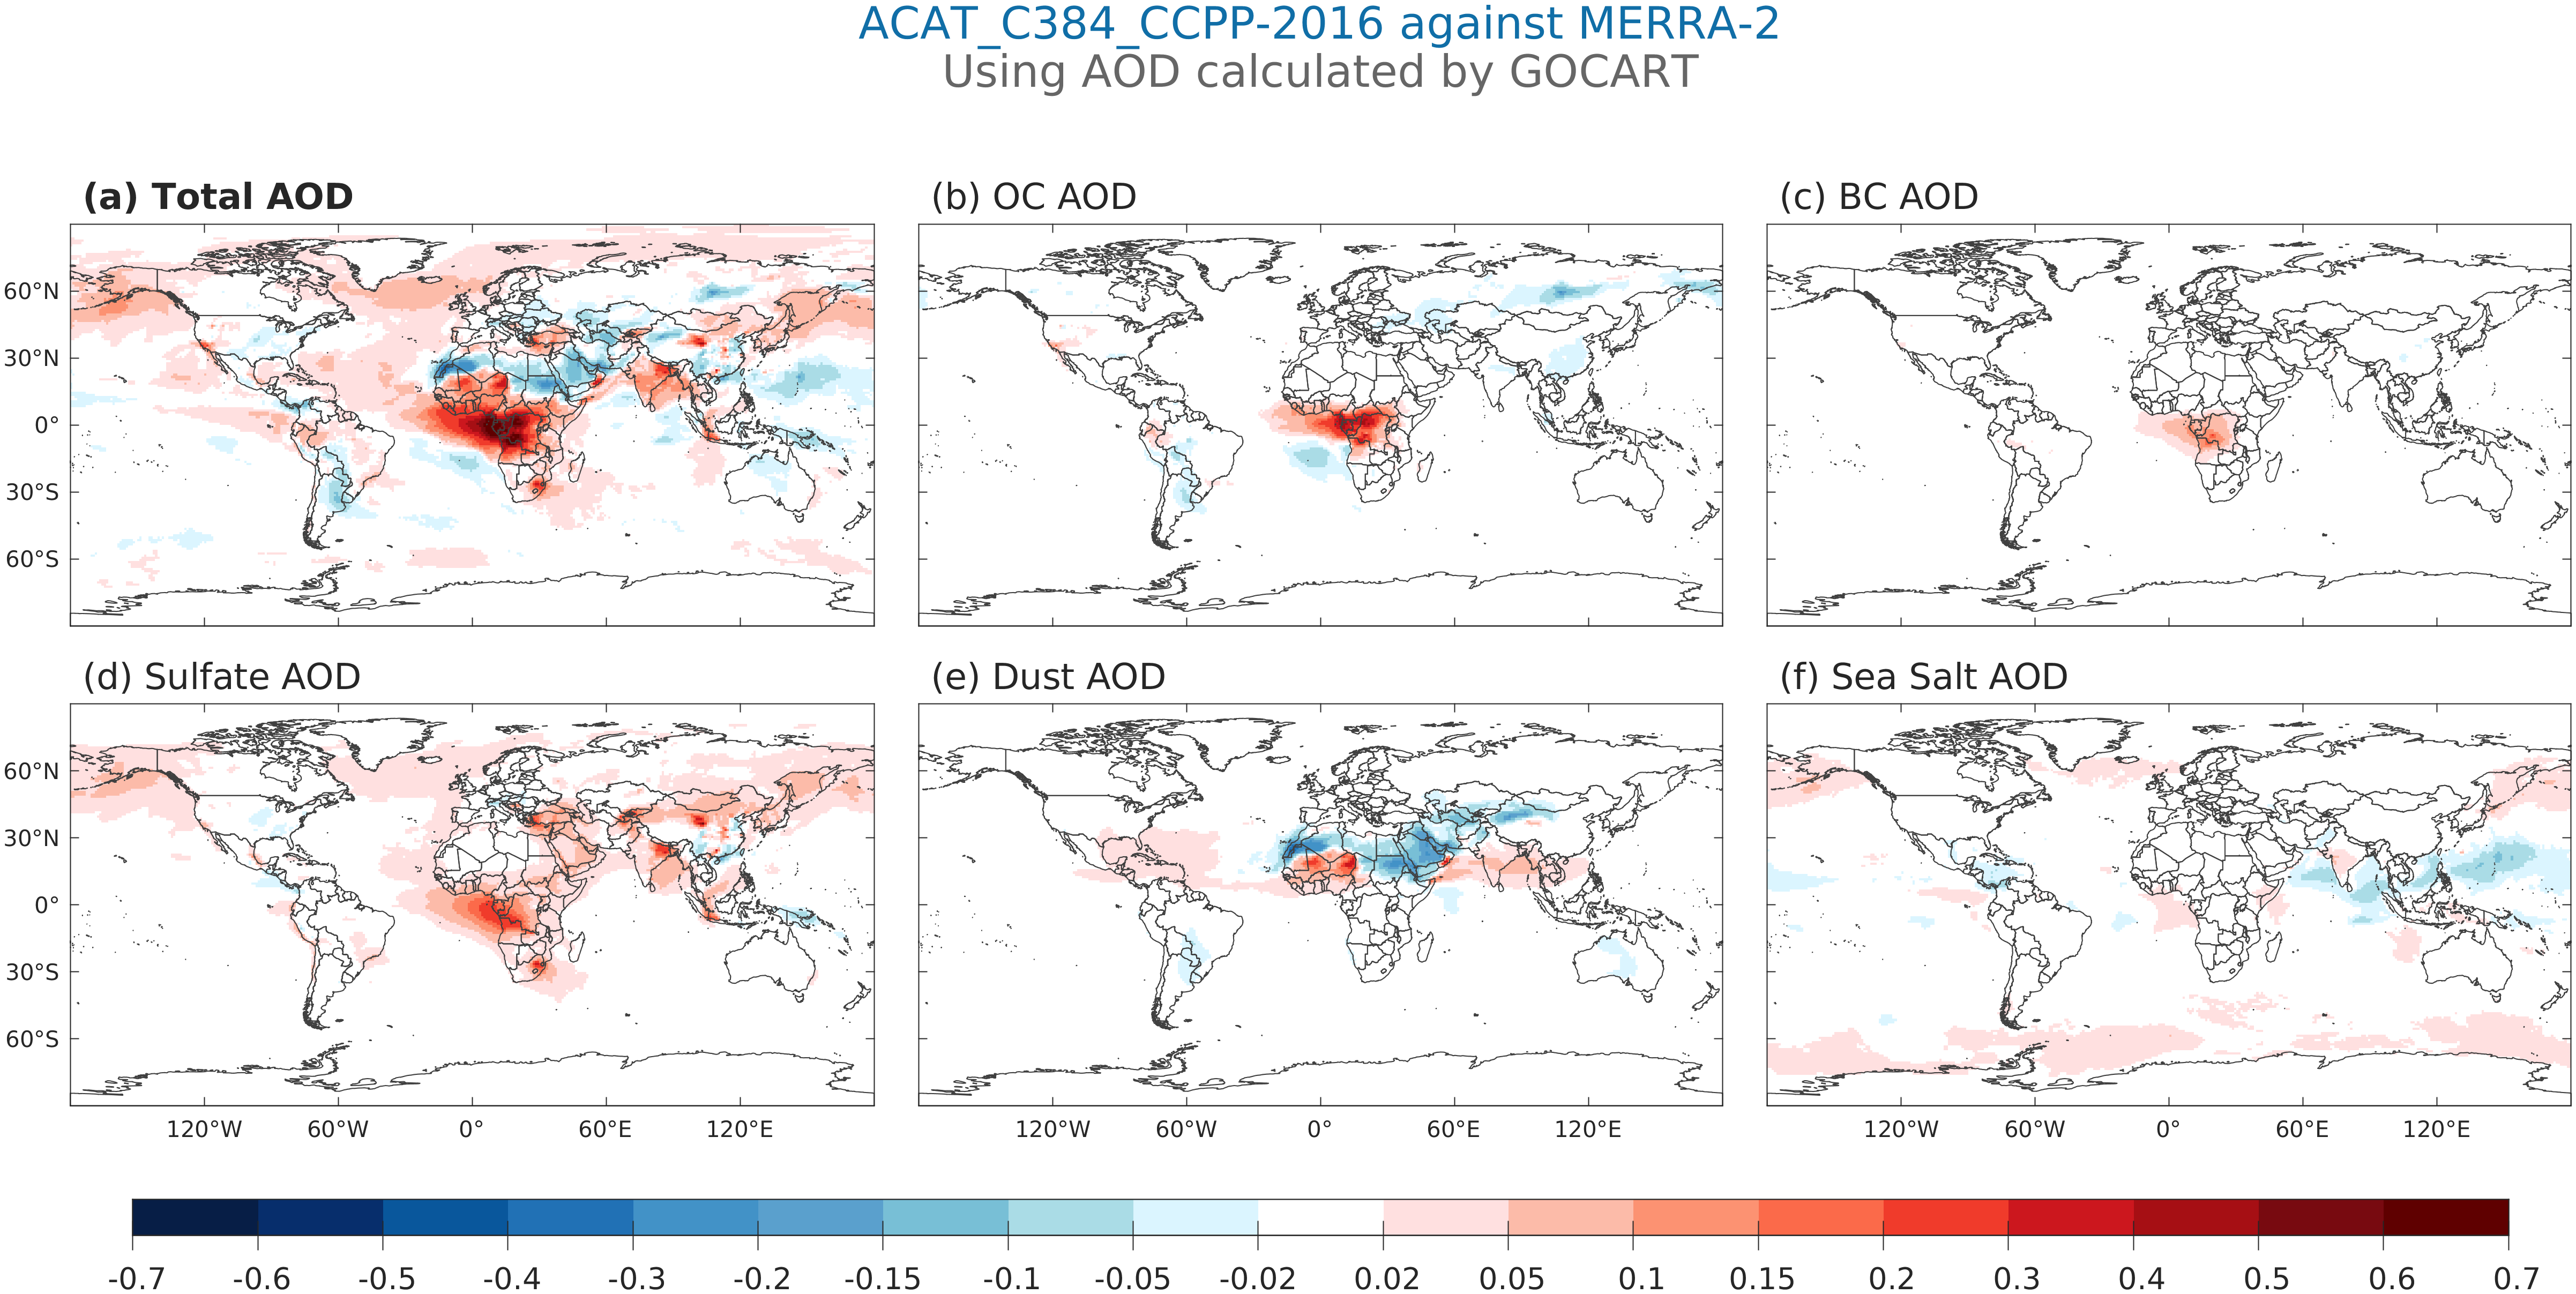 ACAT_C384_CCPP-2016 against MERRA-2
Using AOD calculated by GOCART
(a) Total AOD
(b) OC AOD
(c) BC AOD
60°N
30°N
0°
30°S
60°S
(d) Sulfate AOD
(e) Dust AOD
(f) Sea Salt AOD
60°N
30°N
0°
30°S
60°S
120°W 60°W 0° 60°E 120°E
120°W 60°W 0° 60°E 120°E
120°W 60°W 0° 60°E 120°E
-0.7 -0.6 -0.5 -0.4 -0.3 -0.2 -0.15 -0.1 -0.05 -0.02 0.02 0.05 0.1 0.15 0.2 0.3 0.4 0.5 0.6 0.7